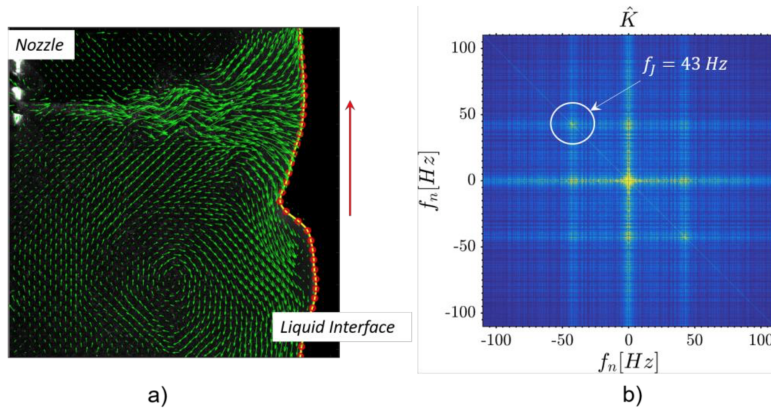 Nozzle
Liquid Interface
a)
K̂
f_J = 43 Hz
f_n[Hz]
100
50
0
-50
-100
-100
-50
0
50
100
f_n[Hz]
b)